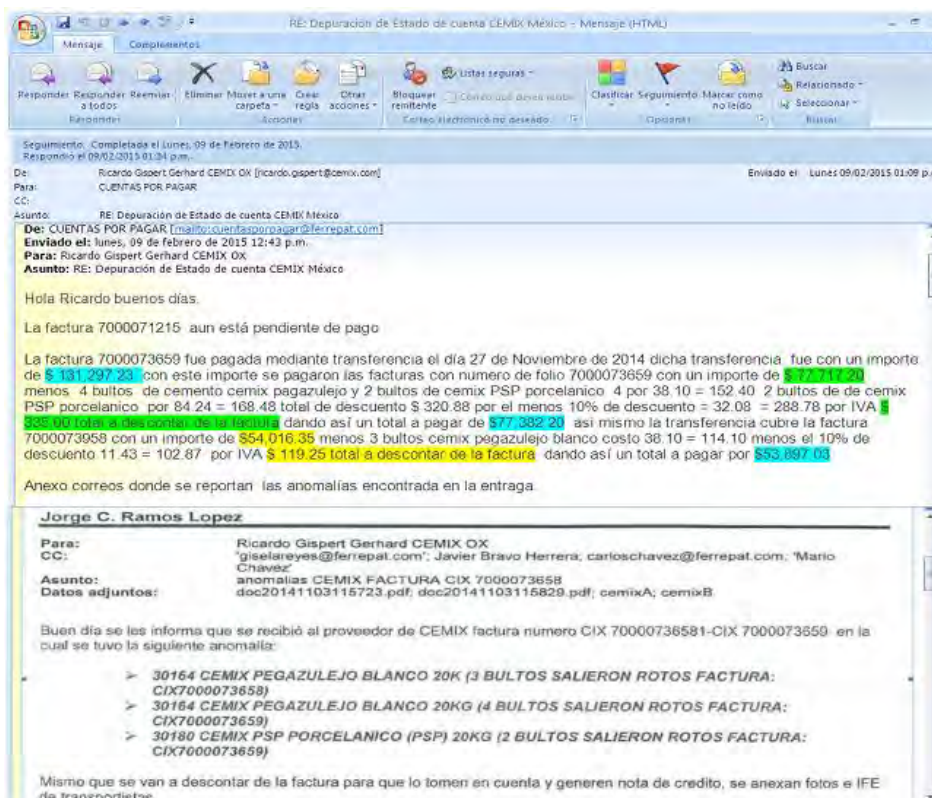 RE: Depuración de Estado de cuenta CEMIX México - Mensaje (HTML)
Mensaje Complementos
Responder Responder a todos Reenviar
Eliminar Mover a una carpeta Crear regla Otras acciones
Bloquear remitente Listas seguras
Clasificar Seguimiento Marcar como no leído
Buscar
Relacionado
Seleccionar
Responder Acciones Correo electrónico no deseado Opciones Buscar
Seguimiento. Completada el lunes, 09 de febrero de 2015.
Respondió el 09/02/2015 01:34 p.m.
De: Ricardo Gispert Gerhard CEMIX OX [ricardo.gispert@cemix.com] Enviado el: lunes 09/02/2015 01:09 p.
Para: CUENTAS POR PAGAR
CC:
Asunto: RE: Depuración de Estado de cuenta CEMIX México
De: CUENTAS POR PAGAR [mailto:cuentasporpagar@ferrepat.com]
Enviado el: lunes, 09 de febrero de 2015 12:43 p.m.
Para: Ricardo Gispert Gerhard CEMIX OX
Asunto: RE: Depuración de Estado de cuenta CEMIX México
Hola Ricardo buenos días.
La factura 7000071215 aun está pendiente de pago
La factura 7000073659 fue pagada mediante transferencia el día 27 de Noviembre de 2014 dicha transferencia fue con un importe
de $ 131,297.23 con este importe se pagaron las facturas con numero de folio 7000073659 con un importe de $ 77,717.20
menos 4 bultos de cemento cemix pagazulejo y 2 bultos de cemix PSP porcelanico 4 por 38.10 = 152.40 2 bultos de de cemix
PSP porcelanico por 84.24 = 168.48 total de descuento $ 320.88 por el menos 10% de descuento = 32.08 = 288.78 por IVA $
335.00 total a descontar de la factura dando así un total a pagar de $77,382.20 asi mismo la transferencia cubre la factura
7000073958 con un importe de $54,016.35 menos 3 bultos cemix pegazulejo blanco costo 38.10 = 114.10 menos el 10% de
descuento 11.43 = 102.87 por IVA $ 119.25 total a descontar de la factura dando así un total a pagar por $53,897.03
Anexo correos donde se reportan las anomalías encontrada en la entraga.
Jorge C. Ramos Lopez
Para: Ricardo Gispert Gerhard CEMIX OX
CC: 'giselareyes@ferrepat.com'; Javier Bravo Herrera; carloschavez@ferrepat.com; 'Mario
Chavez'
Asunto: anomalias CEMIX FACTURA CIX 7000073658
Datos adjuntos: doc20141103115723.pdf; doc20141103115829.pdf; cemixA; cemixB
Buen día se les informa que se recibió al proveedor de CEMIX factura numero CIX 70000736581-CIX 7000073659 en la
cual se tuvo la siguiente anomalía:
➢ 30164 CEMIX PEGAZULEJO BLANCO 20K (3 BULTOS SALIERON ROTOS FACTURA:
CIX7000073658)
➢ 30164 CEMIX PEGAZULEJO BLANCO 20KG (4 BULTOS SALIERON ROTOS FACTURA:
CIX7000073659)
➢ 30180 CEMIX PSP PORCELANICO (PSP) 20KG (2 BULTOS SALIERON ROTOS FACTURA:
CIX7000073659)
Mismo que se van a descontar de la factura para que lo tomen en cuenta y generen nota de credito, se anexan fotos e IFE
de transportistas